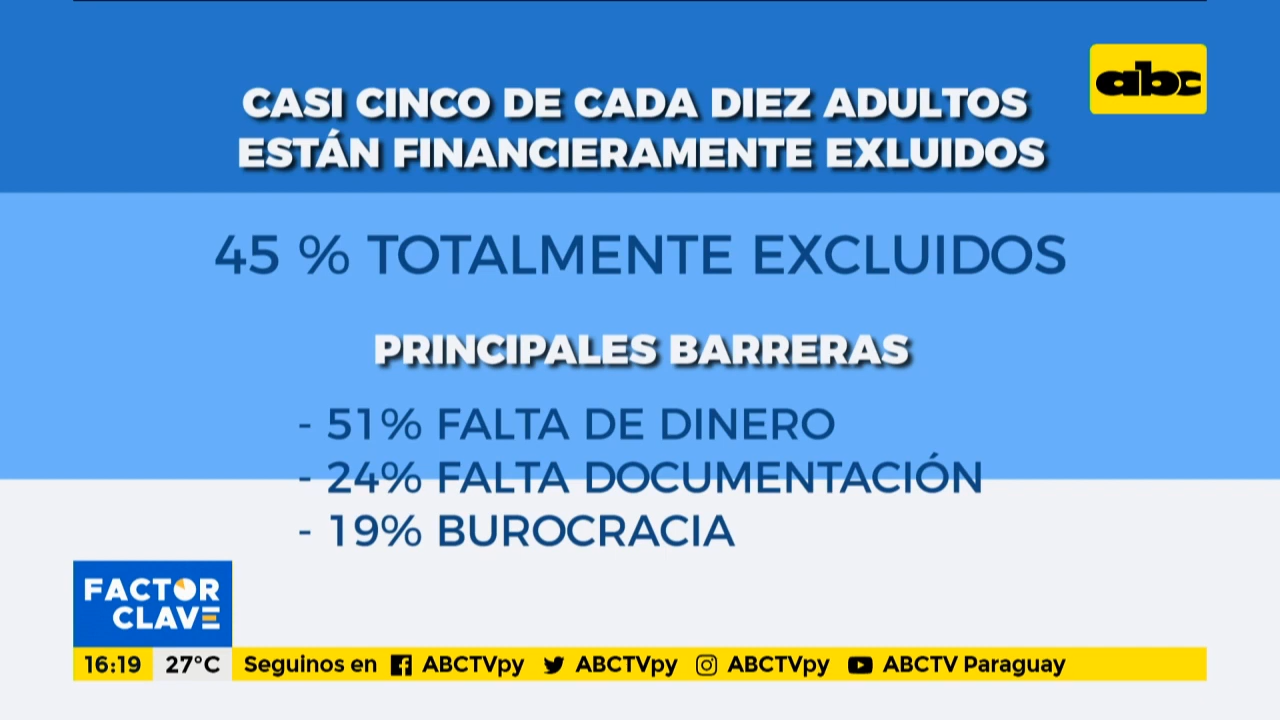 abc
CASI CINCO DE CADA DIEZ ADULTOS
ESTÁN FINANCIERAMENTE EXLUIDOS
45 % TOTALMENTE EXCLUIDOS
PRINCIPALES BARRERAS
- 51% FALTA DE DINERO
- 24% FALTA DOCUMENTACIÓN
- 19% BUROCRACIA
FACTOR
CLAVE
16:19 27°C Seguinos en ABCTVpy ABCTVpy ABCTVpy ABCTV Paraguay